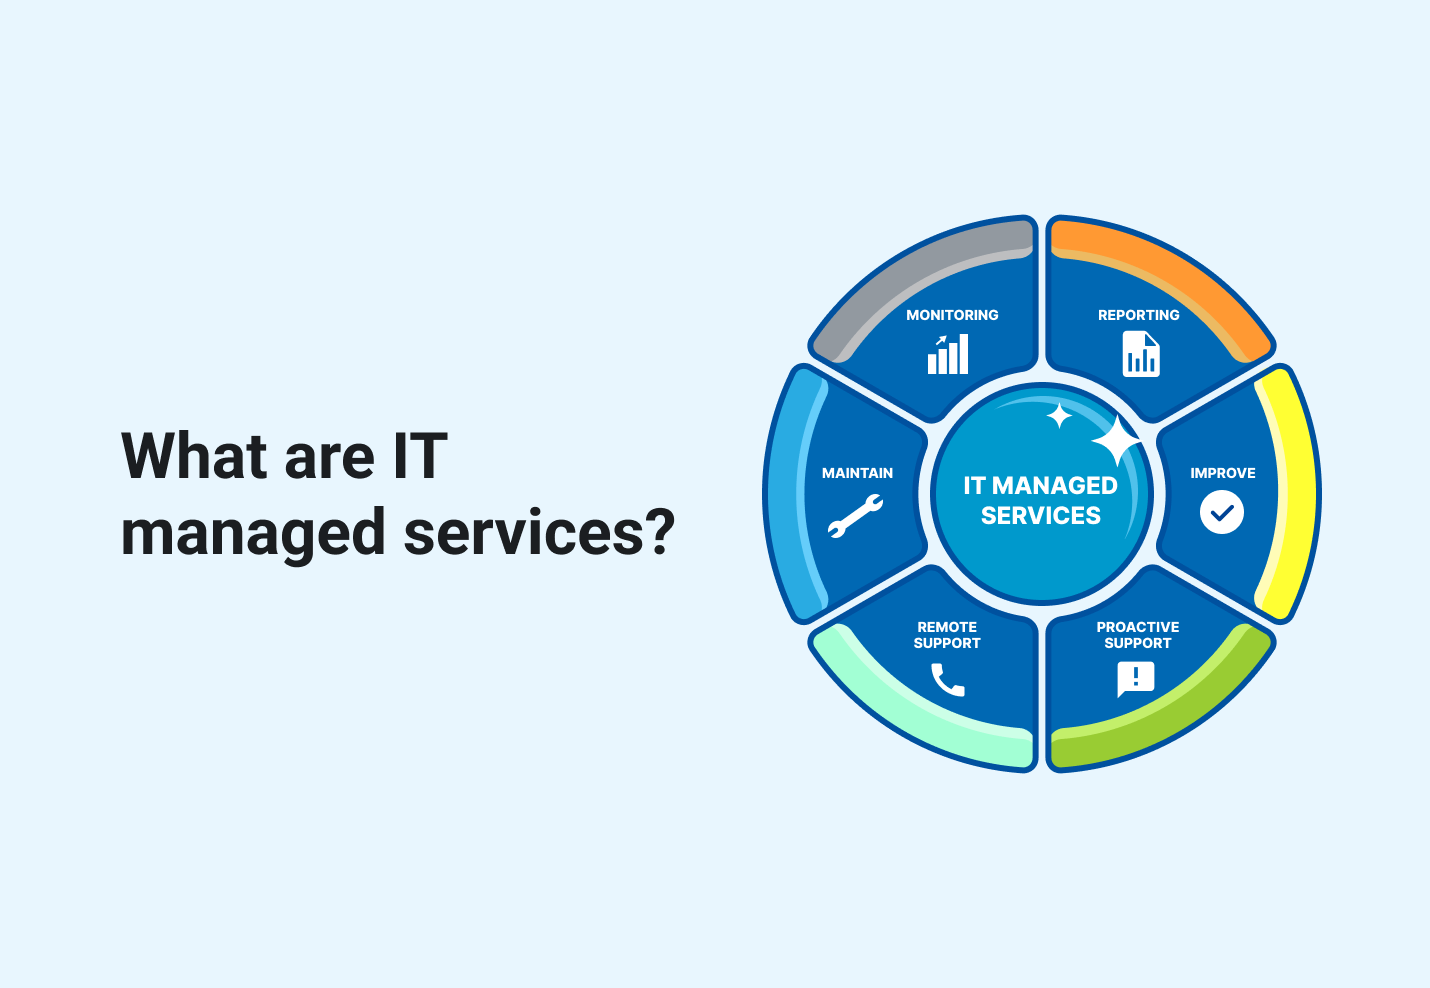 What are IT
managed services?
MONITORING
REPORTING
MAINTAIN
IT MANAGED
SERVICES
IMPROVE
REMOTE
SUPPORT
PROACTIVE
SUPPORT